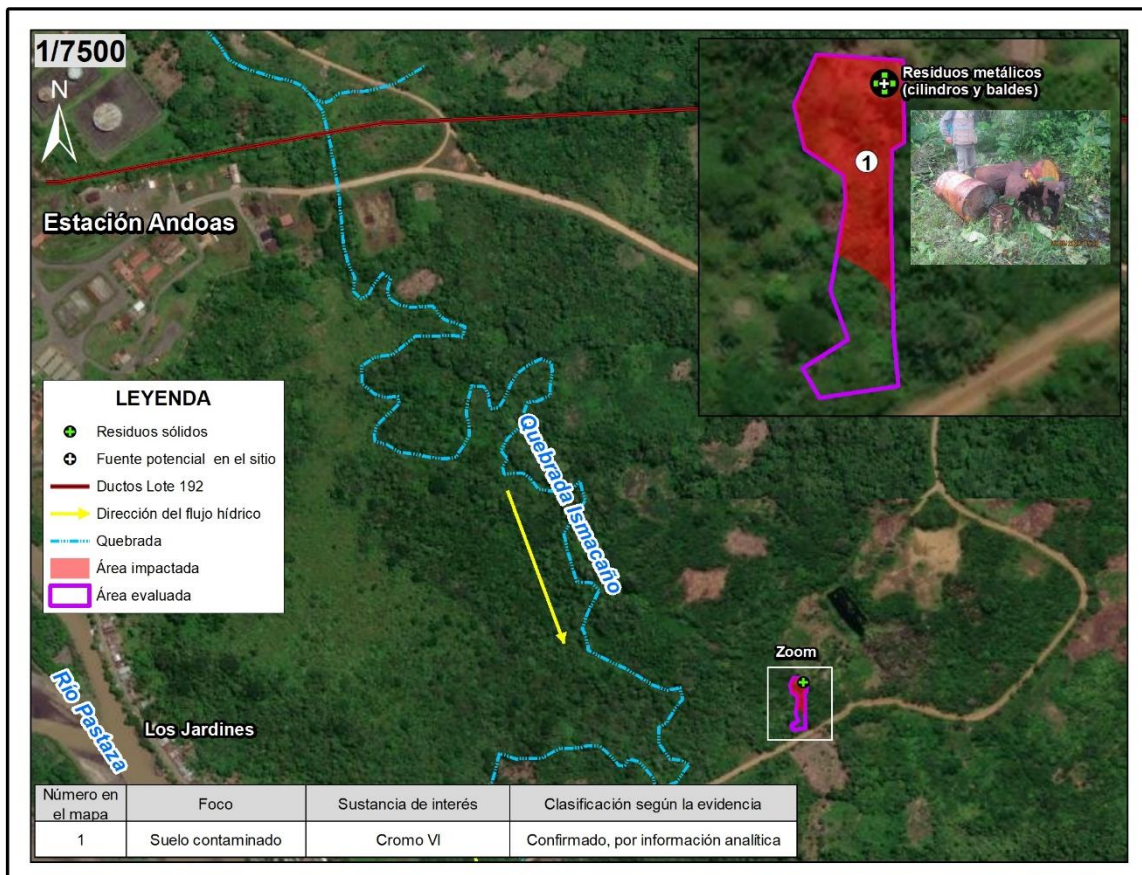 1/7500
N
Estación Andoas
Residuos metálicos
(cilindros y baldes)
1
LEYENDA
Residuos sólidos
Fuente potencial en el sitio
Ductos Lote 192
Dirección del flujo hídrico
Quebrada
Área impactada
Área evaluada
Quebrada Ismacaño
Zoom
Río Pastaza
Los Jardines
Número en el mapa
Foco
Sustancia de interés
Clasificación según la evidencia
1
Suelo contaminado
Cromo VI
Confirmado, por información analítica